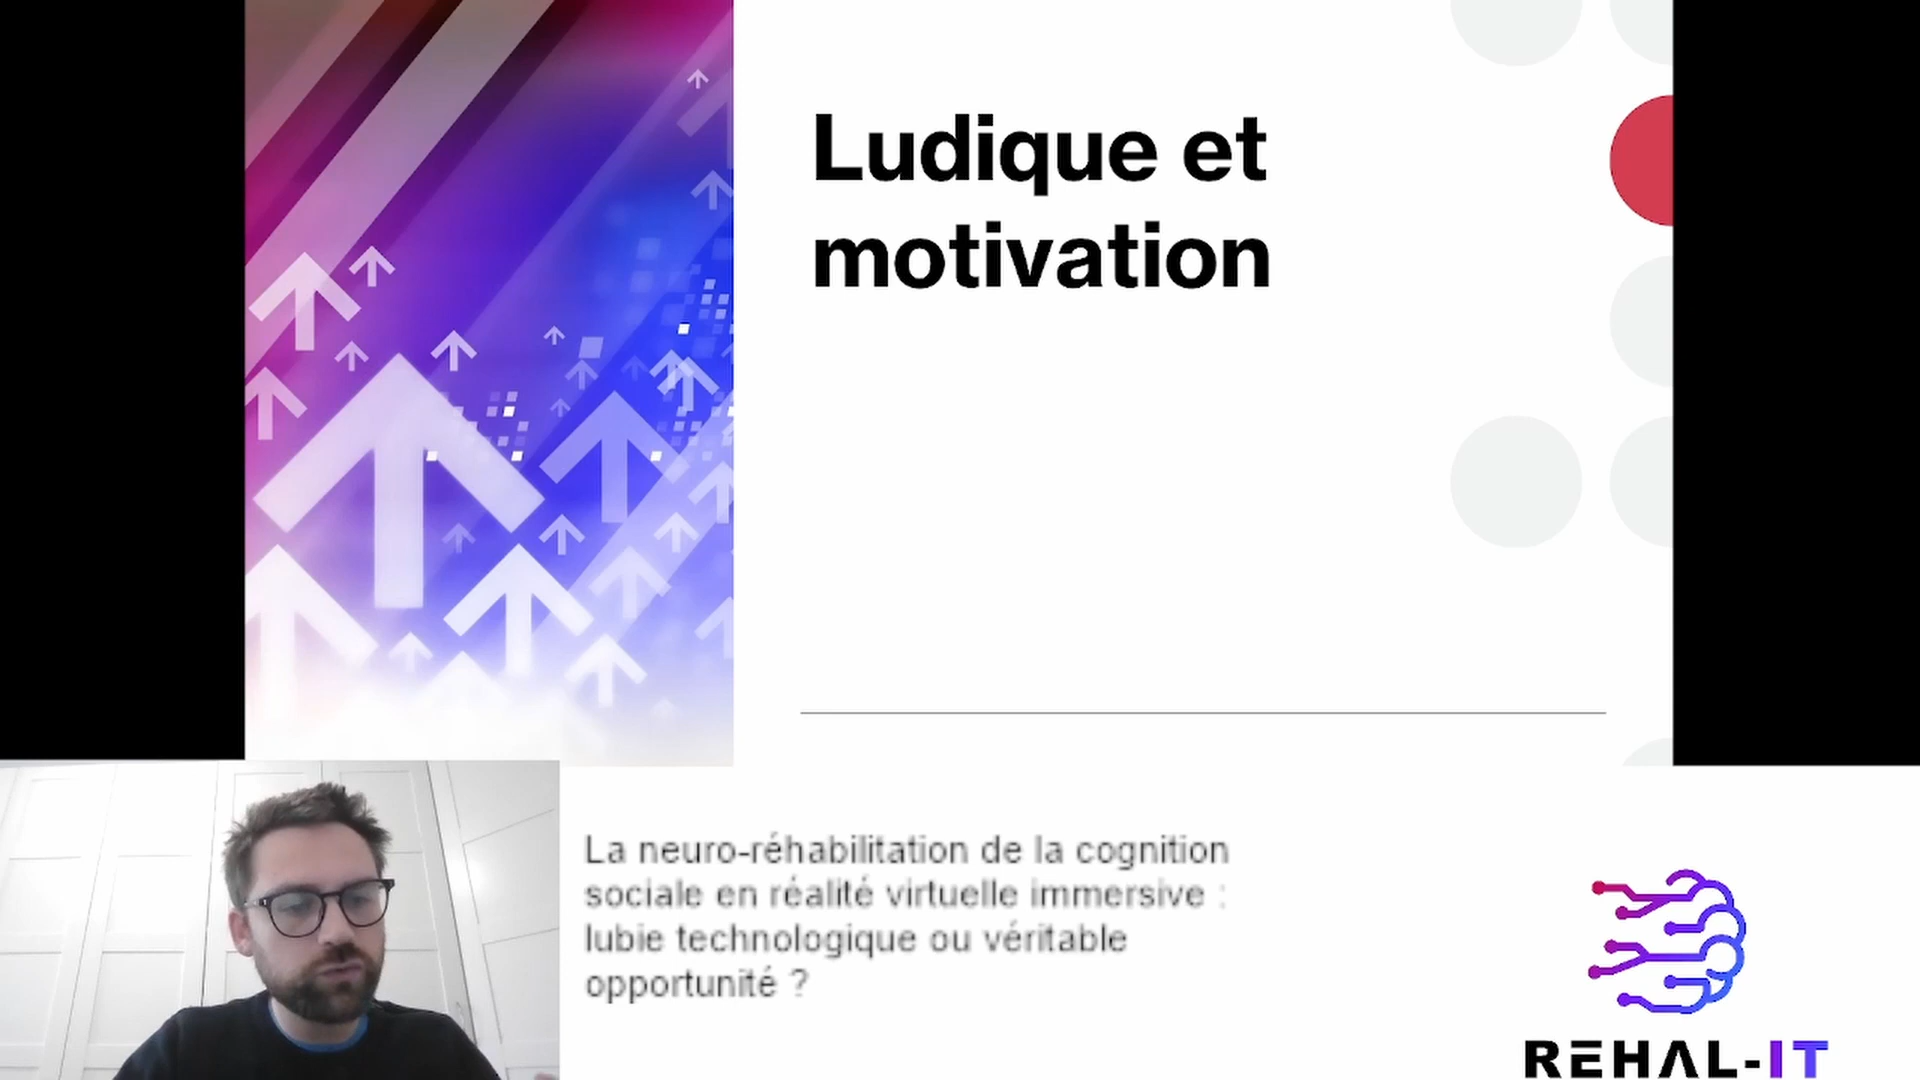 Ludique et
motivation
La neuro-réhabilitation de la cognition
sociale en réalité virtuelle immersive :
lubie technologique ou véritable
opportunité ?
REHAL-IT